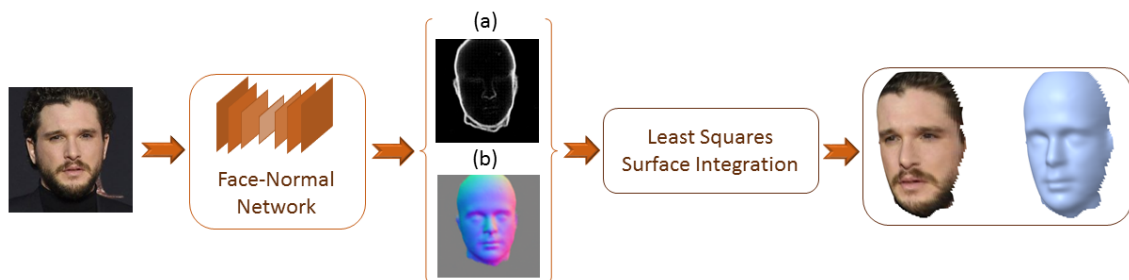 (a)
Face-Normal
Network
(b)
Least Squares
Surface Integration